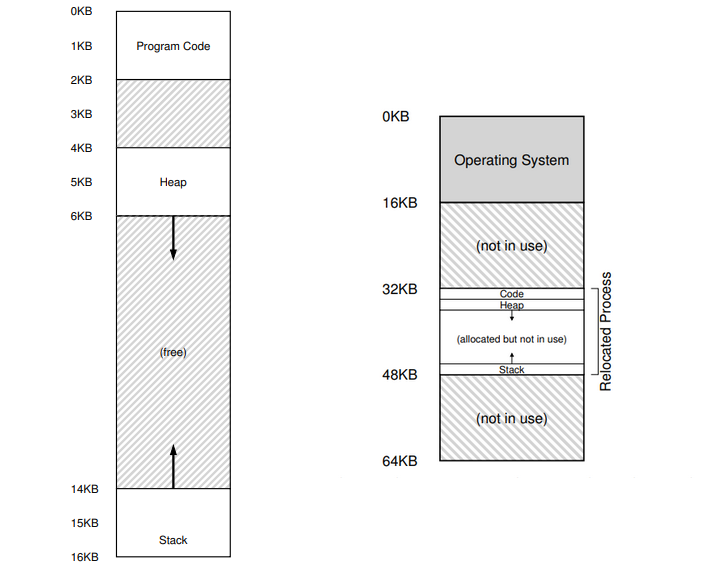 0KB
1KB
Program Code
2KB
3KB
4KB
5KB
Heap
6KB
(free)
14KB
15KB
Stack
16KB
0KB
Operating System
16KB
(not in use)
32KB
Code
Heap
(allocated but not in use)
Stack
48KB
Relocated Process
(not in use)
64KB